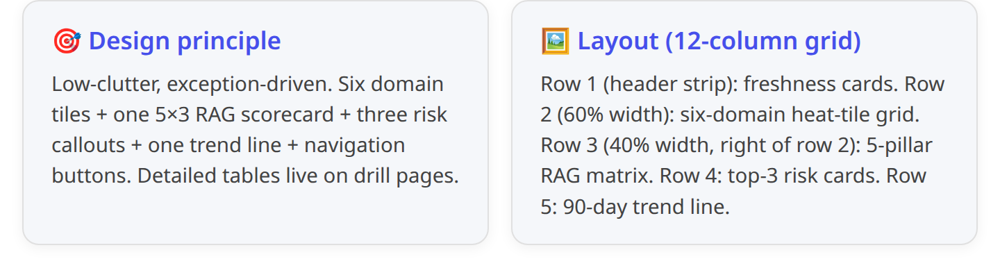 🎯 Design principle
Low-clutter, exception-driven. Six domain
tiles + one 5×3 RAG scorecard + three risk
callouts + one trend line + navigation
buttons. Detailed tables live on drill pages.
🖼️ Layout (12-column grid)
Row 1 (header strip): freshness cards. Row
2 (60% width): six-domain heat-tile grid.
Row 3 (40% width, right of row 2): 5-pillar
RAG matrix. Row 4: top-3 risk cards. Row
5: 90-day trend line.